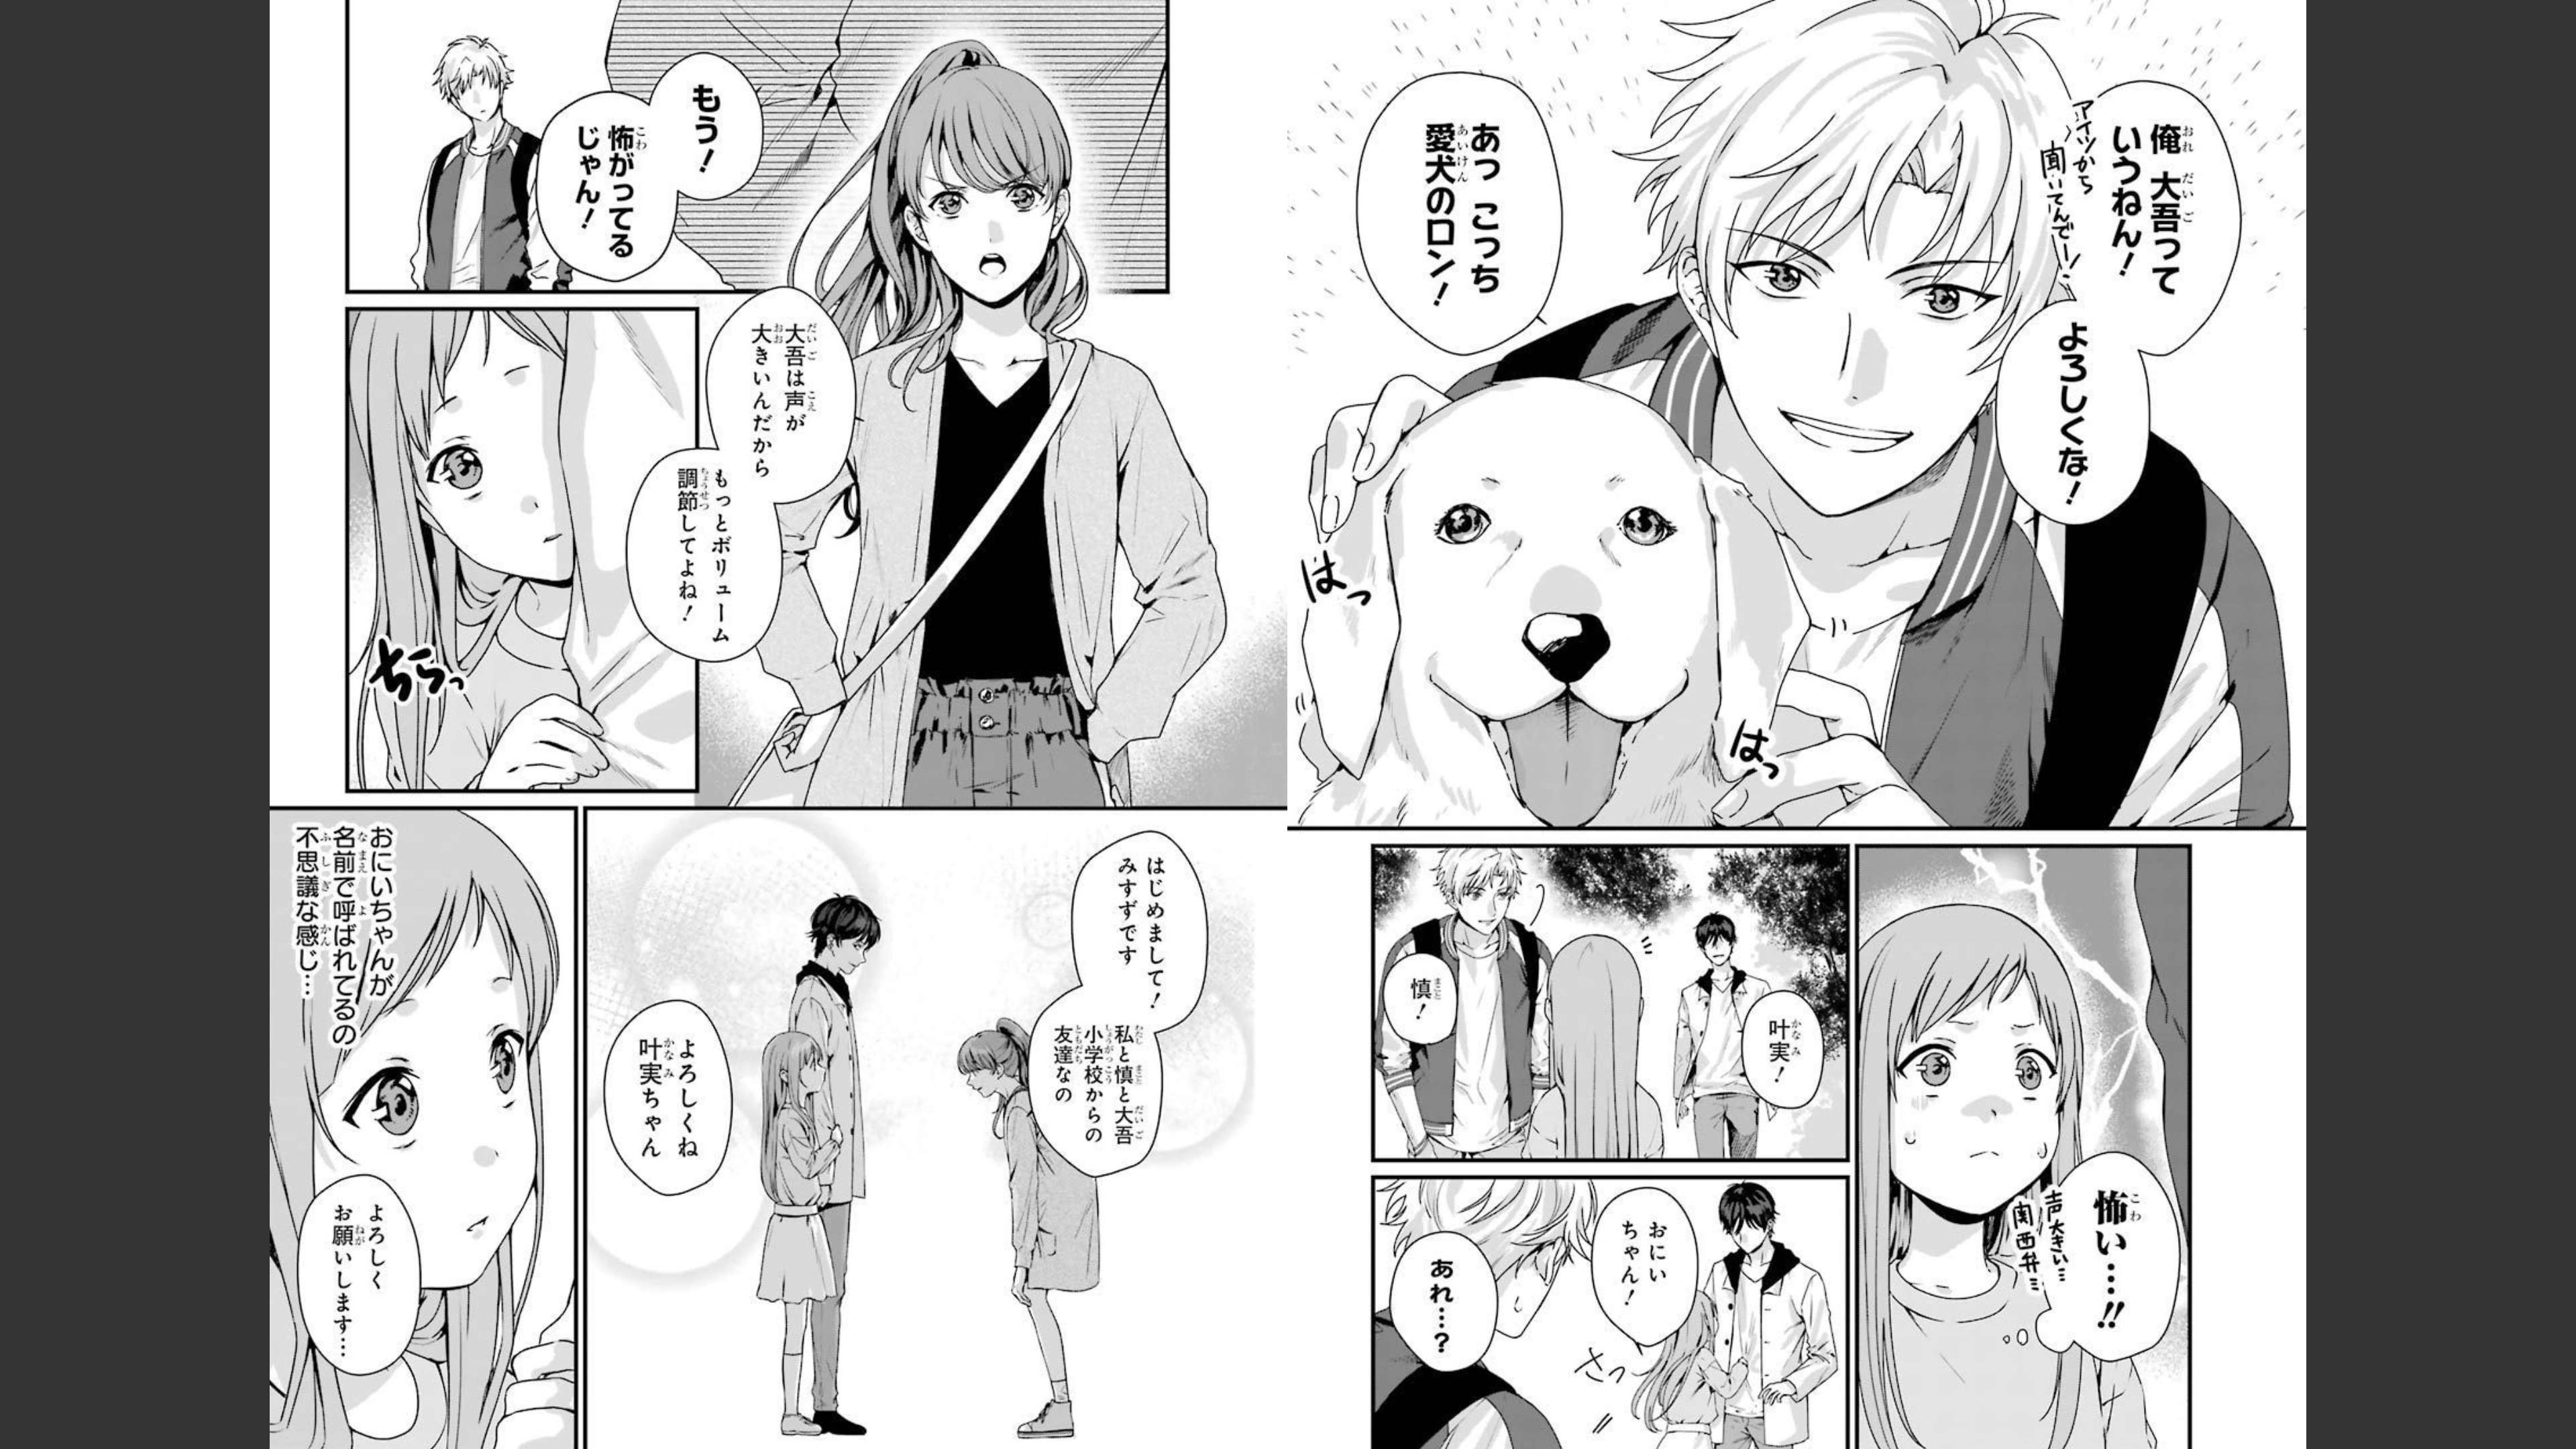 俺 大吾って
いうねん！
アイツから
聞いてんでー！
よろしくな！
あっ こっち
愛犬のロン！
はっ
はっ
怖い…!!
声大きい…
関西弁…
叶実！
慎！
おにい
ちゃん！
さっ
あれ…？
もう！
怖がってる
じゃん！
大吾は声が
大きいんだから
もっとボリューム
調節してよね！
ちらっ
はじめまして！
みすずです
私と慎と大吾
小学校からの
友達なの
よろしくね
叶実ちゃん
おにいちゃんが
名前で呼ばれてるの
不思議な感じ…
よろしく
お願いします…